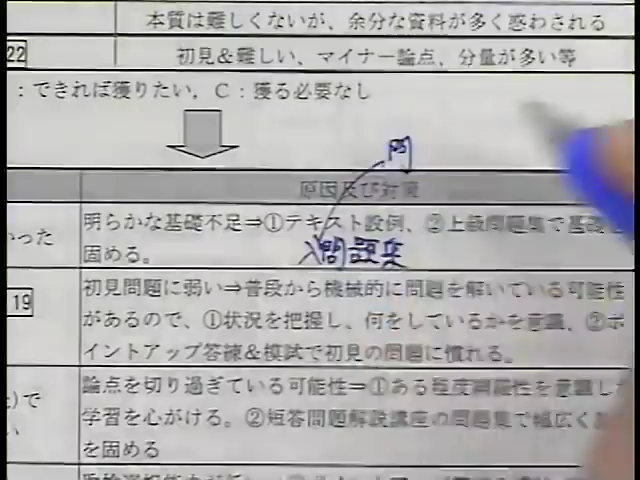 本質は難しくないが、余分な資料が多く惑わされる
22
初見＆難しい、マイナー論点、分量が多い等
：できれば獲りたい，Ｃ：獲る必要なし
門
原因及び対策
かった
明らかな基礎不足⇒①テキスト設例、②上級問題集で基礎
固める。
入問題集
19
初見問題に弱い⇒普段から機械的に問題を解いている可能性
があるので、①状況を把握し、何をしているかを意識、②ポ
イントアップ答練＆模試で初見の問題に慣れる。
)で
い
論点を切り過ぎている可能性⇒①ある程度網羅性を意識した
学習を心がける。②短答問題解説講座の問題集で幅広く
を固める